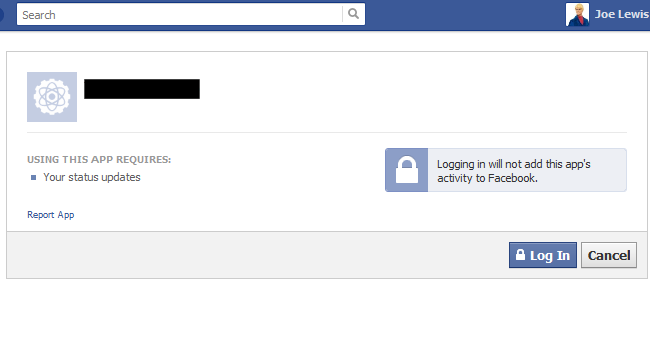 Search
Joe Lewis
USING THIS APP REQUIRES:
Your status updates
Logging in will not add this app's
activity to Facebook.
Report App
Log In
Cancel